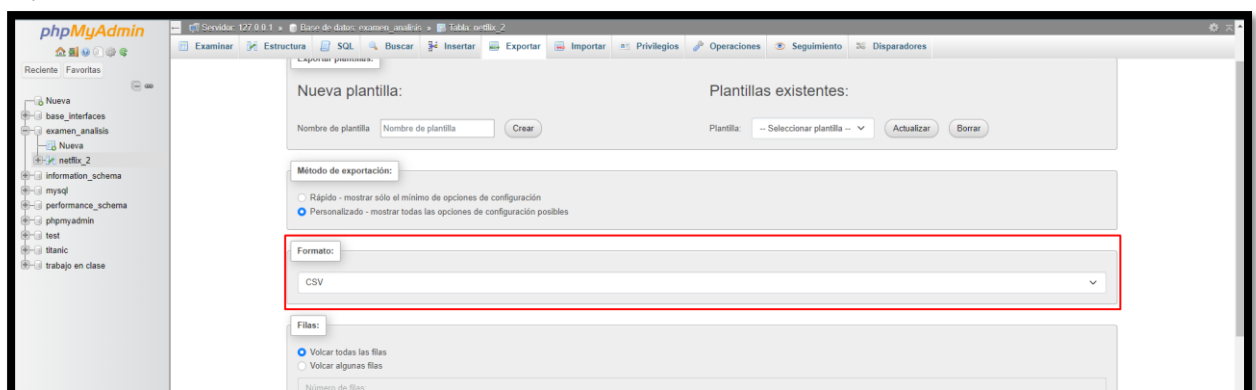 phpMyAdmin
Reciente Favoritas
Nueva
base_interfaces
examen_analisis
Nueva
netflix_2
information_schema
mysql
performance_schema
phpmyadmin
test
titanic
trabajo en clase
Servidor: 127.0.0.1 » Base de datos: examen_analisis » Tabla: netflix_2
Examinar Estructura SQL Buscar Insertar Exportar Importar Privilegios Operaciones Seguimiento Disparadores
Exportar plantillas:
Nueva plantilla: Plantillas existentes:
Nombre de plantilla Nombre de plantilla Crear Plantilla: -- Seleccionar plantilla -- Actualizar Borrar
Método de exportación:
Rápido - mostrar sólo el mínimo de opciones de configuración
Personalizado - mostrar todas las opciones de configuración posibles
Formato:
CSV
Filas:
Volcar todas las filas
Volcar algunas filas
Número de filas: